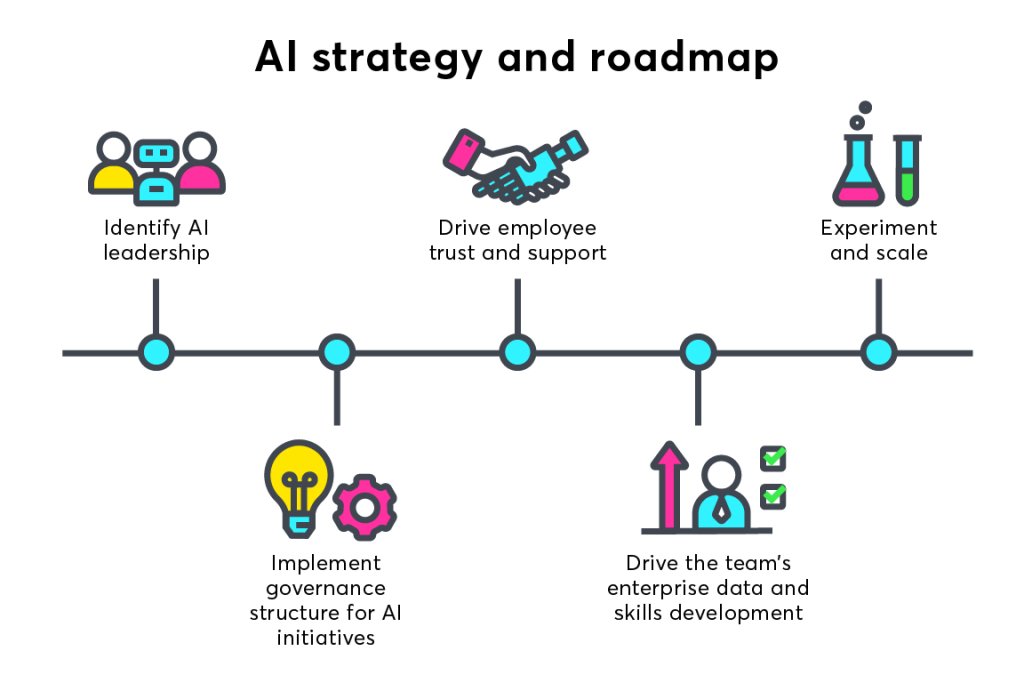 AI strategy and roadmap
Identify AI
leadership
Implement
governance
structure for AI
initiatives
Drive employee
trust and support
Drive the team's
enterprise data and
skills development
Experiment
and scale